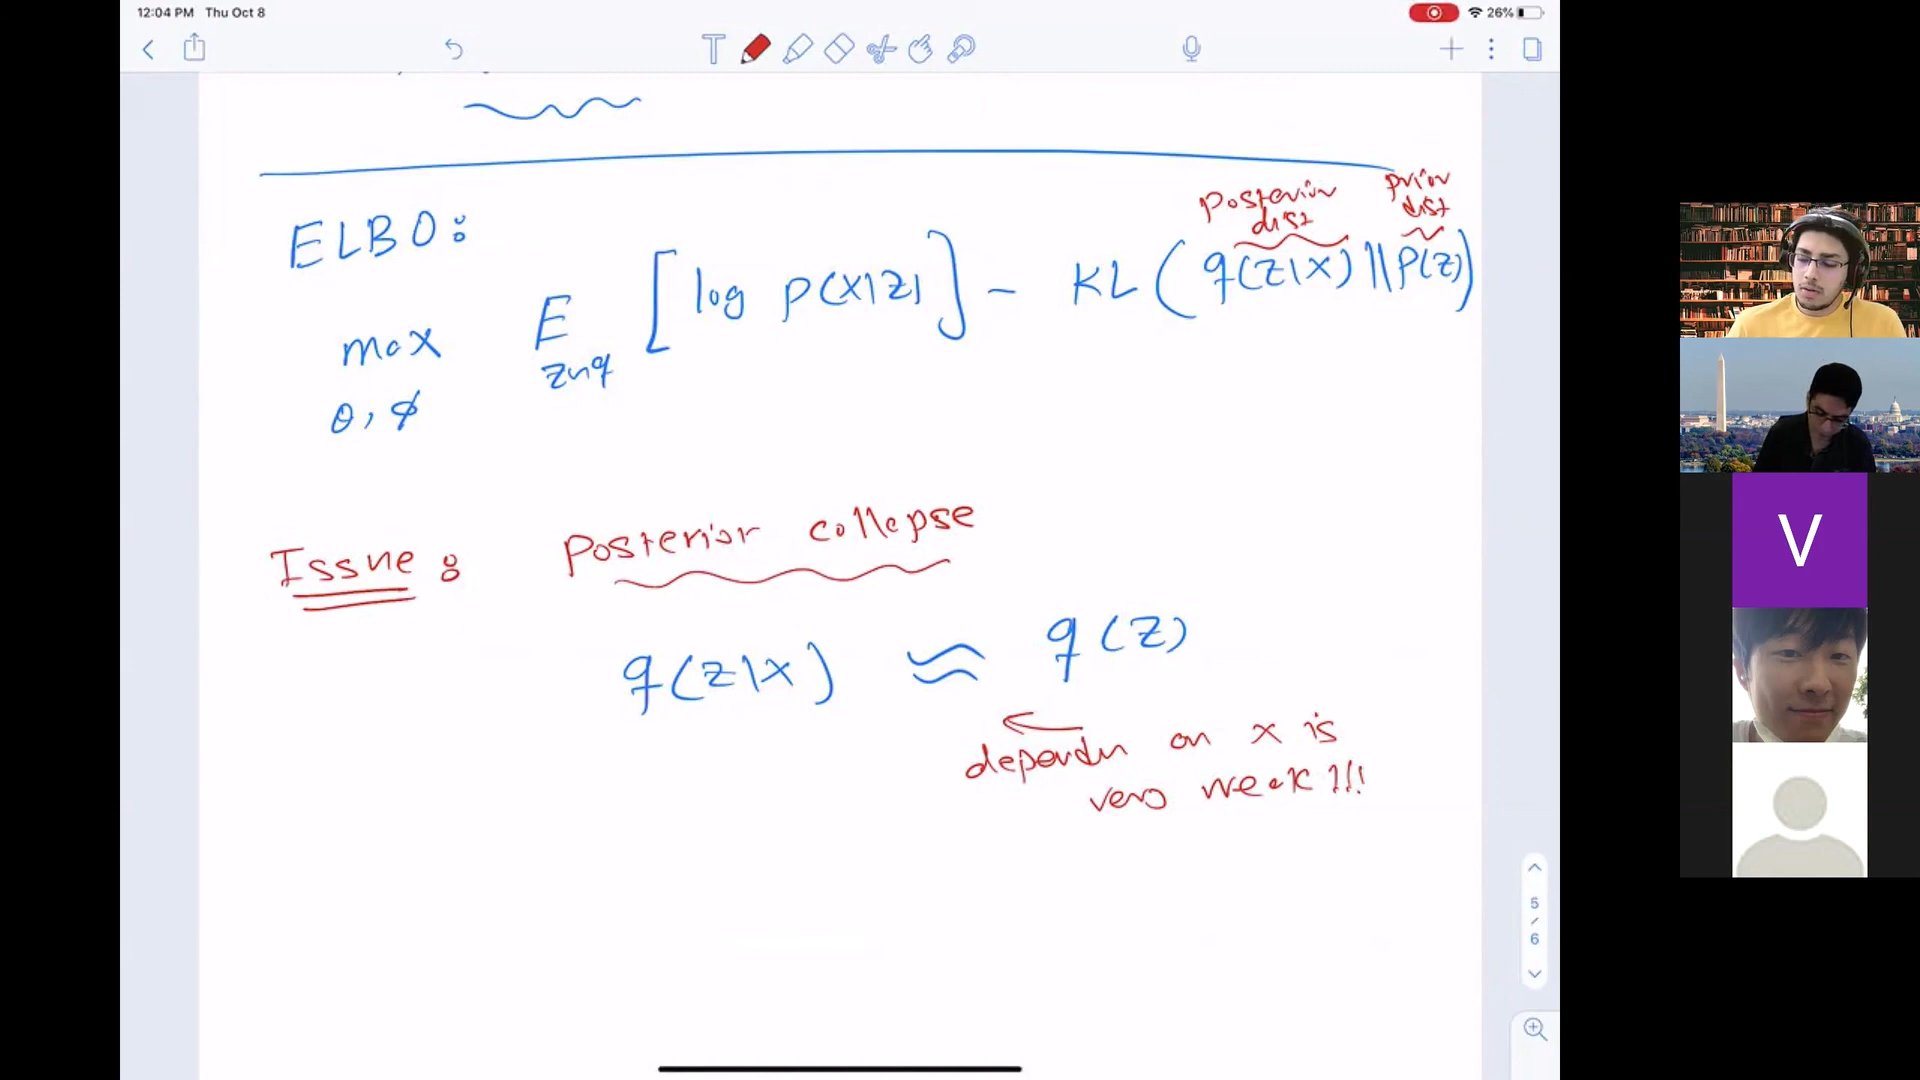 12:04 PM Thu Oct 8
26%
Posterior dist
prior dist
ELBO:
max E [log p(x|z)] - KL (q(z|x) || p(z))
θ, φ z~q
Issue: Posterior collapse
q(z|x) ≈ q(z)
on x is
very weak !!!
V
5
/
6